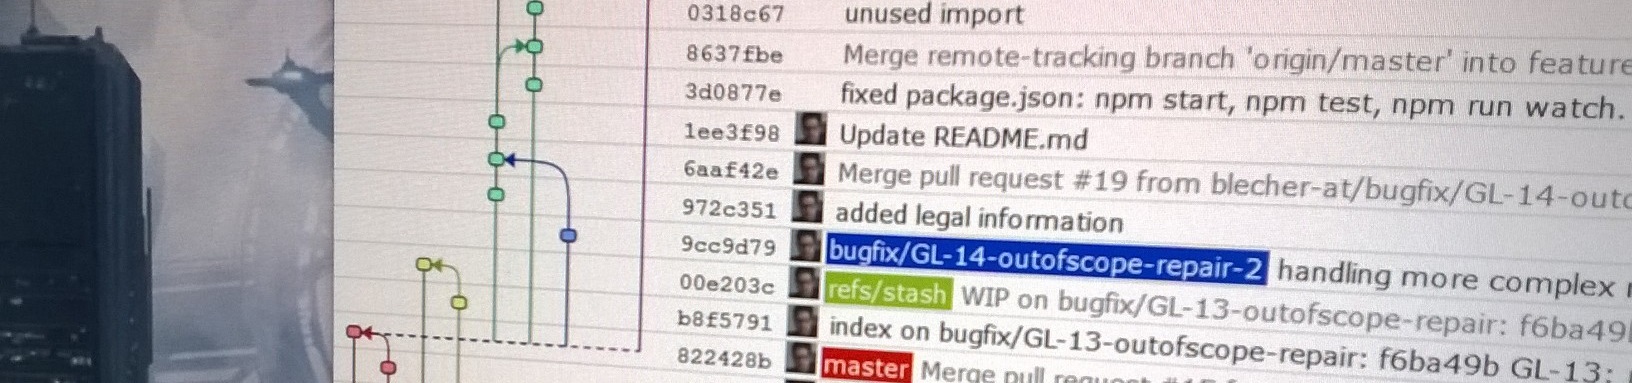 0318c67 unused import
8637fbe Merge remote-tracking branch 'origin/master' into feature
3d0877e fixed package.json: npm start, npm test, npm run watch.
1ee3f98 Update README.md
6aaf42e Merge pull request #19 from blecher-at/bugfix/GL-14-outo
972c351 added legal information
9cc9d79 bugfix/GL-14-outofscope-repair-2 handling more complex
00e203c refs/stash WIP on bugfix/GL-13-outofscope-repair: f6ba49
b8f5791 index on bugfix/GL-13-outofscope-repair: f6ba49b GL-13:
822428b master Merge pull request